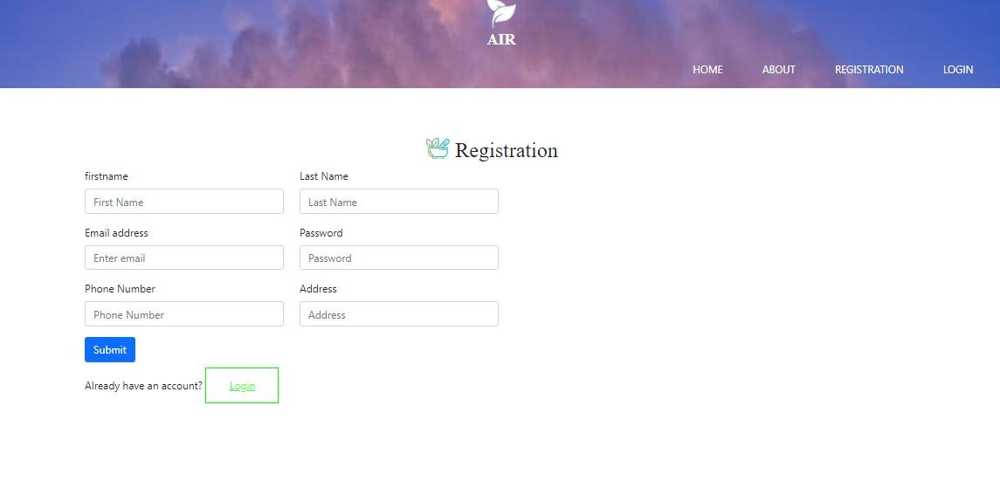 AIR
HOME ABOUT REGISTRATION LOGIN
Registration
firstname Last Name
First Name Last Name
Email address Password
Enter email Password
Phone Number Address
Phone Number Address
Submit
Already have an account? Login